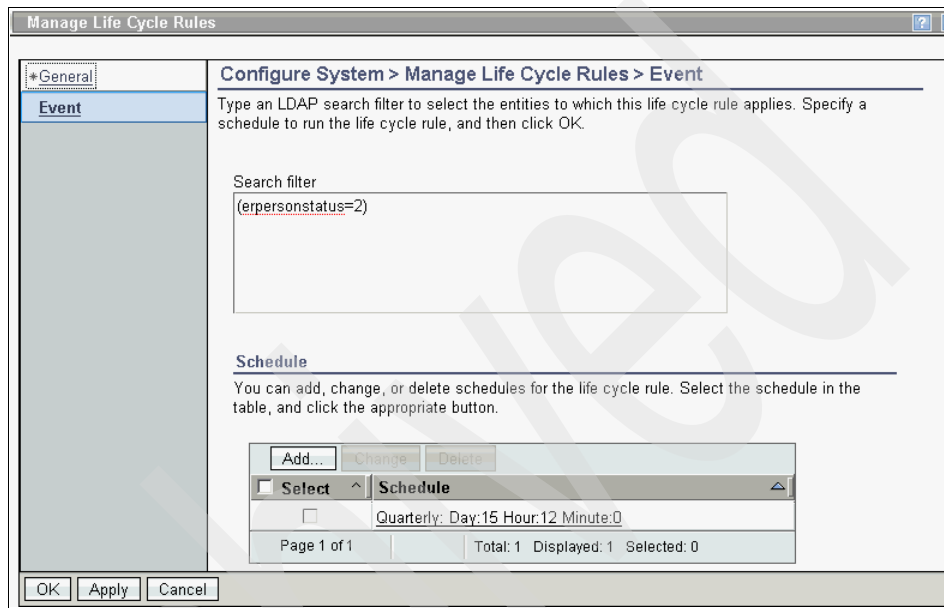 Manage Life Cycle Rules
?
*General
Event
Configure System > Manage Life Cycle Rules > Event
Type an LDAP search filter to select the entities to which this life cycle rule applies. Specify a
schedule to run the life cycle rule, and then click OK.
Search filter
(erpersonstatus=2)
Schedule
You can add, change, or delete schedules for the life cycle rule. Select the schedule in the
table, and click the appropriate button.
Add... Change Delete
Select ^ Schedule
Quarterly: Day:15 Hour:12 Minute:0
Page 1 of 1 Total: 1 Displayed: 1 Selected: 0
OK Apply Cancel